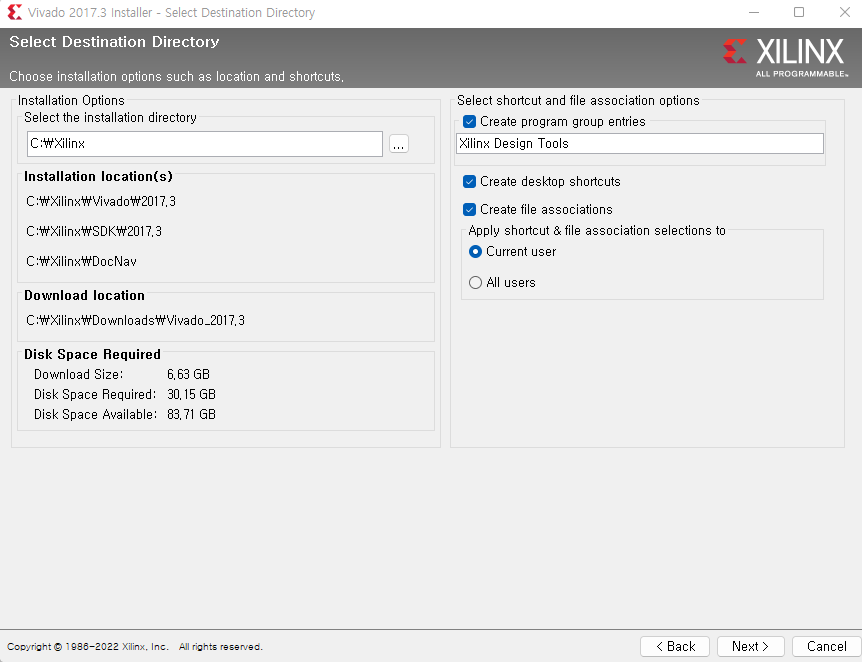 Vivado 2017.3 Installer - Select Destination Directory
Select Destination Directory
Choose installation options such as location and shortcuts.
XILINX
ALL PROGRAMMABLE™
Installation Options
Select the installation directory
C:₩Xilinx
...
Installation location(s)
C:₩Xilinx₩Vivado₩2017.3
C:₩Xilinx₩SDK₩2017.3
C:₩Xilinx₩DocNav
Download location
C:₩Xilinx₩Downloads₩Vivado_2017.3
Disk Space Required
Download Size: 6.63 GB
Disk Space Required: 30.15 GB
Disk Space Available: 83.71 GB
Select shortcut and file association options
Create program group entries
Xilinx Design Tools
Create desktop shortcuts
Create file associations
Apply shortcut & file association selections to
Current user
All users
Copyright © 1986-2022 Xilinx, Inc. All rights reserved.
< Back
Next >
Cancel